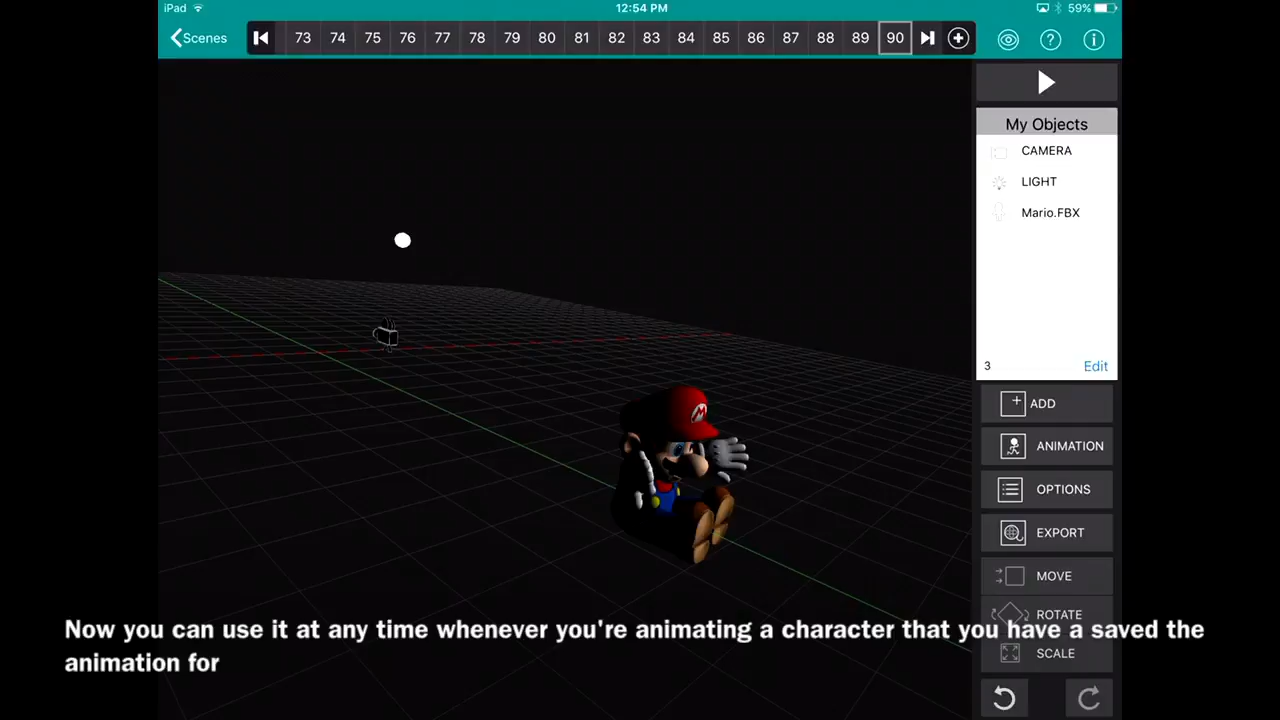 iPad 12:54 PM 59%
Scenes 73 74 75 76 77 78 79 80 81 82 83 84 85 86 87 88 89 90
My Objects
CAMERA
LIGHT
Mario.FBX
3 Edit
ADD
ANIMATION
OPTIONS
EXPORT
MOVE
ROTATE
SCALE
M
Now you can use it at any time whenever you're animating a character that you have a saved the
animation for